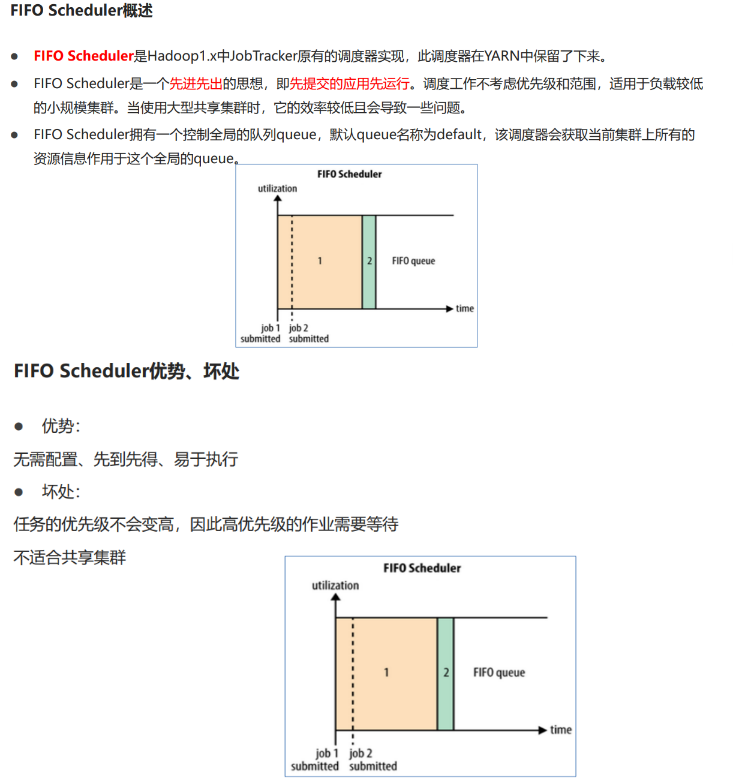 FIFO Scheduler概述
● FIFO Scheduler是Hadoop1.x中JobTracker原有的调度器实现，此调度器在YARN中保留了下来。
● FIFO Scheduler是一个先进先出的思想，即先提交的应用先运行。调度工作不考虑优先级和范围，适用于负载较低
的小规模集群。当使用大型共享集群时，它的效率较低且会导致一些问题。
● FIFO Scheduler拥有一个控制全局的队列queue，默认queue名称为default，该调度器会获取当前集群上所有的
资源信息作用于这个全局的queue。
FIFO Scheduler
utilization
1
2
FIFO queue
time
job 1 job 2
submitted submitted
FIFO Scheduler优势、坏处
● 优势：
无需配置、先到先得、易于执行
● 坏处：
任务的优先级不会变高，因此高优先级的作业需要等待
不适合共享集群
FIFO Scheduler
utilization
1
2
FIFO queue
time
job 1 job 2
submitted submitted